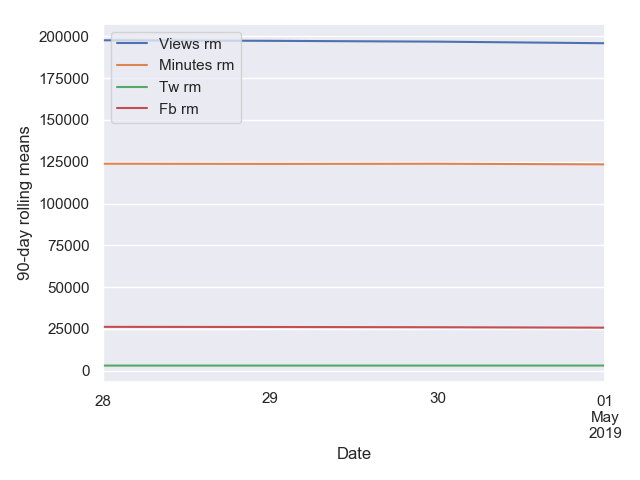 200000
175000
150000
125000
100000
75000
50000
25000
0
90-day rolling means
Views rm
Minutes rm
Tw rm
Fb rm
28
29
30
01
May
2019
Date